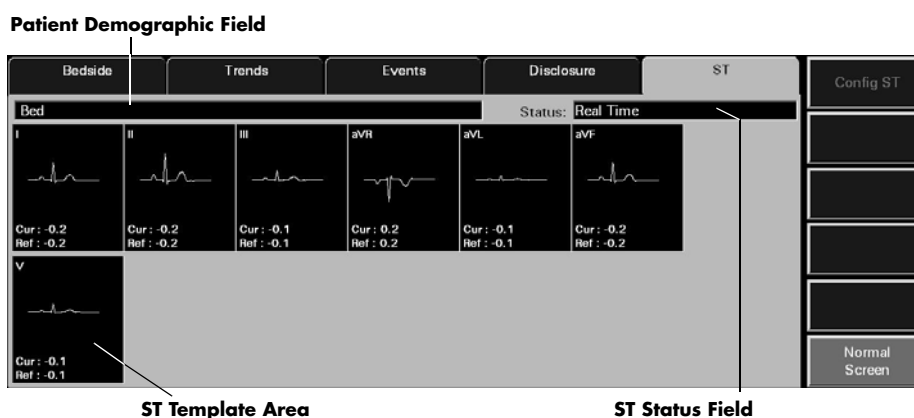 Patient Demographic Field
Bedside Trends Events Disclosure ST
Config ST
Bed Status: Real Time
I II III aVR aVL aVF
Cur: -0.2 Cur: -0.2 Cur: -0.1 Cur: 0.2 Cur: -0.1 Cur: -0.2
Ref: -0.2 Ref: -0.2 Ref: -0.1 Ref: 0.2 Ref: -0.1 Ref: -0.2
V
Cur: -0.1
Ref: -0.1
Normal
Screen
ST Template Area ST Status Field